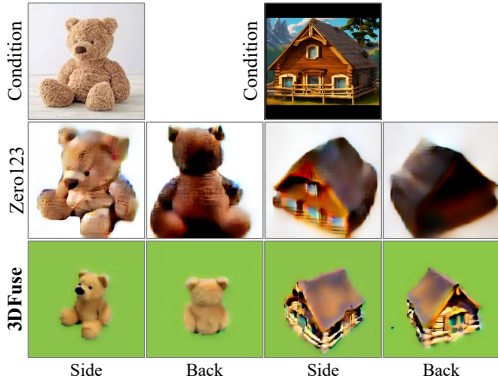 Condition
Condition
Zero123
3DFuse
Side
Back
Side
Back